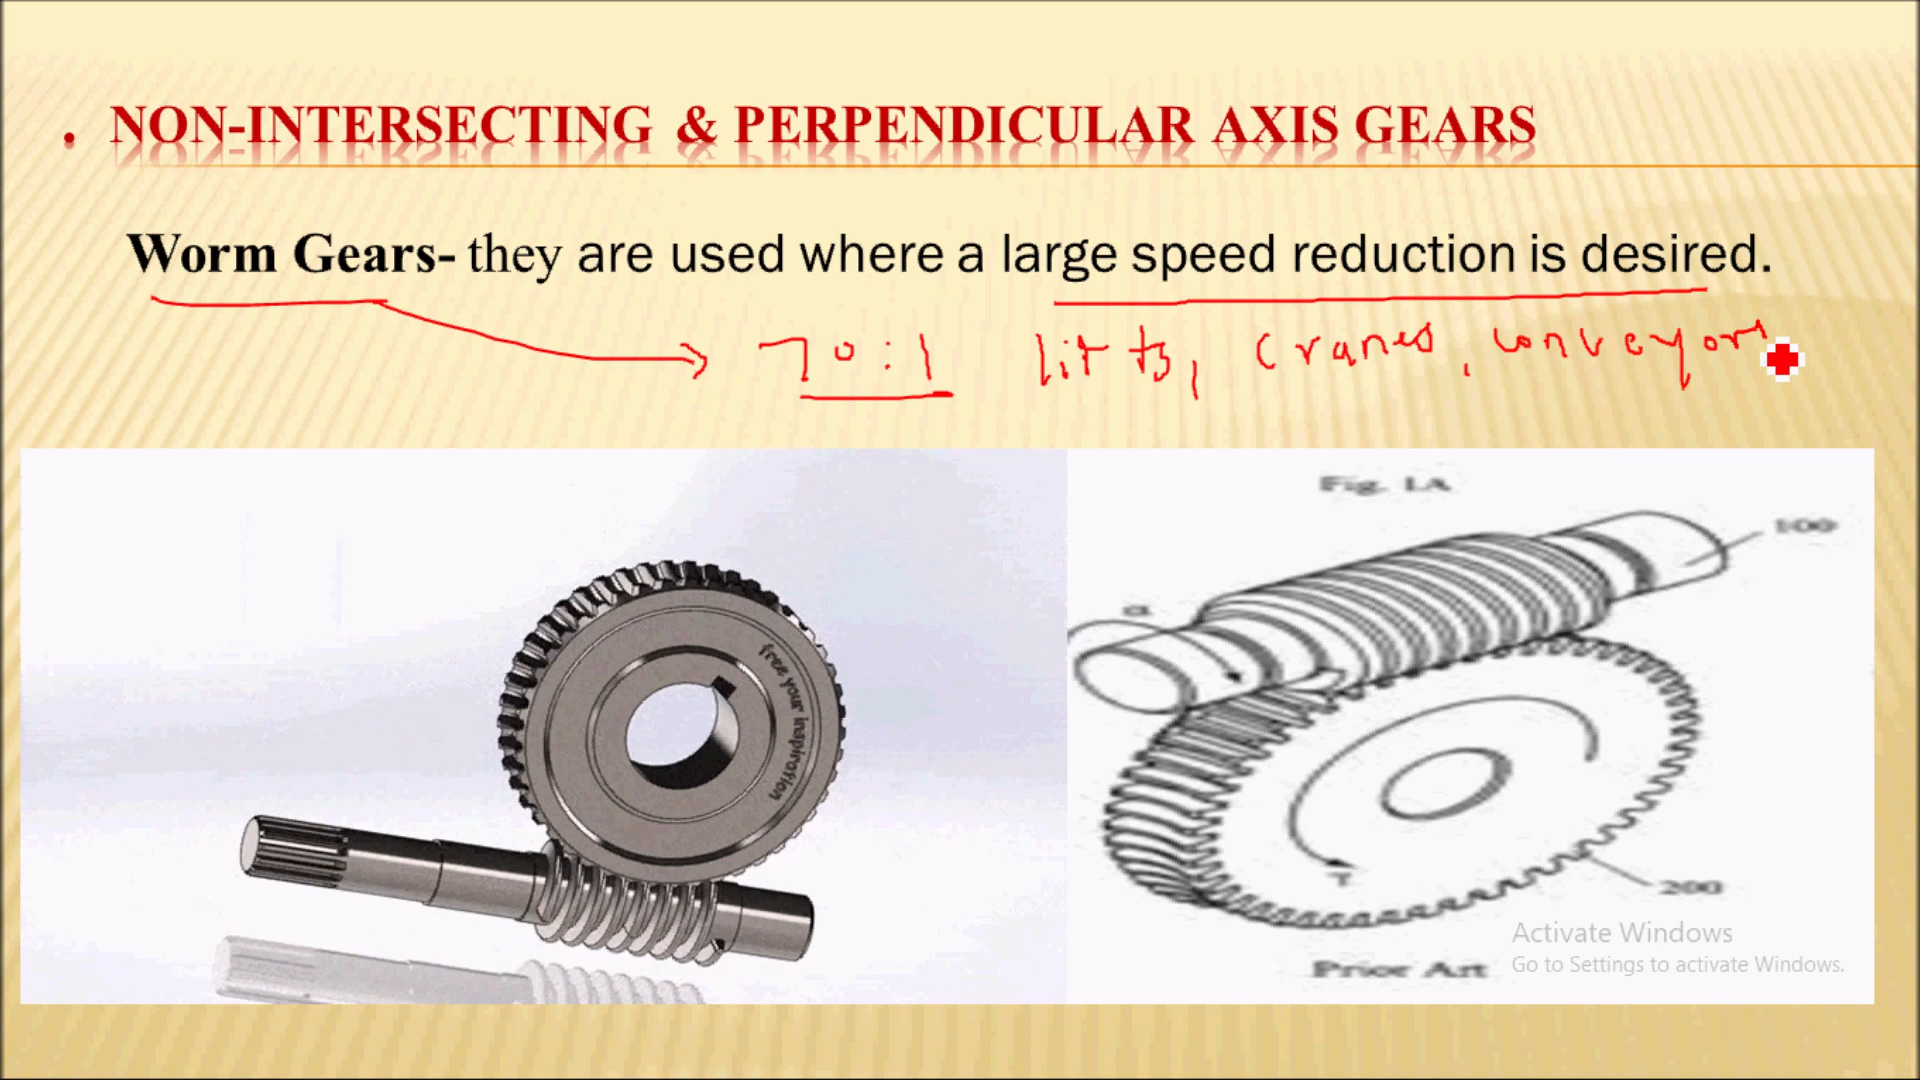 . NON-INTERSECTING & PERPENDICULAR AXIS GEARS
Worm Gears- they are used where a large speed reduction is desired.
70:1 lifts, cranes, conveyors
Fig. 1A
100
α
free your inspiration
200
Prior Art
Activate Windows
Go to Settings to activate Windows.